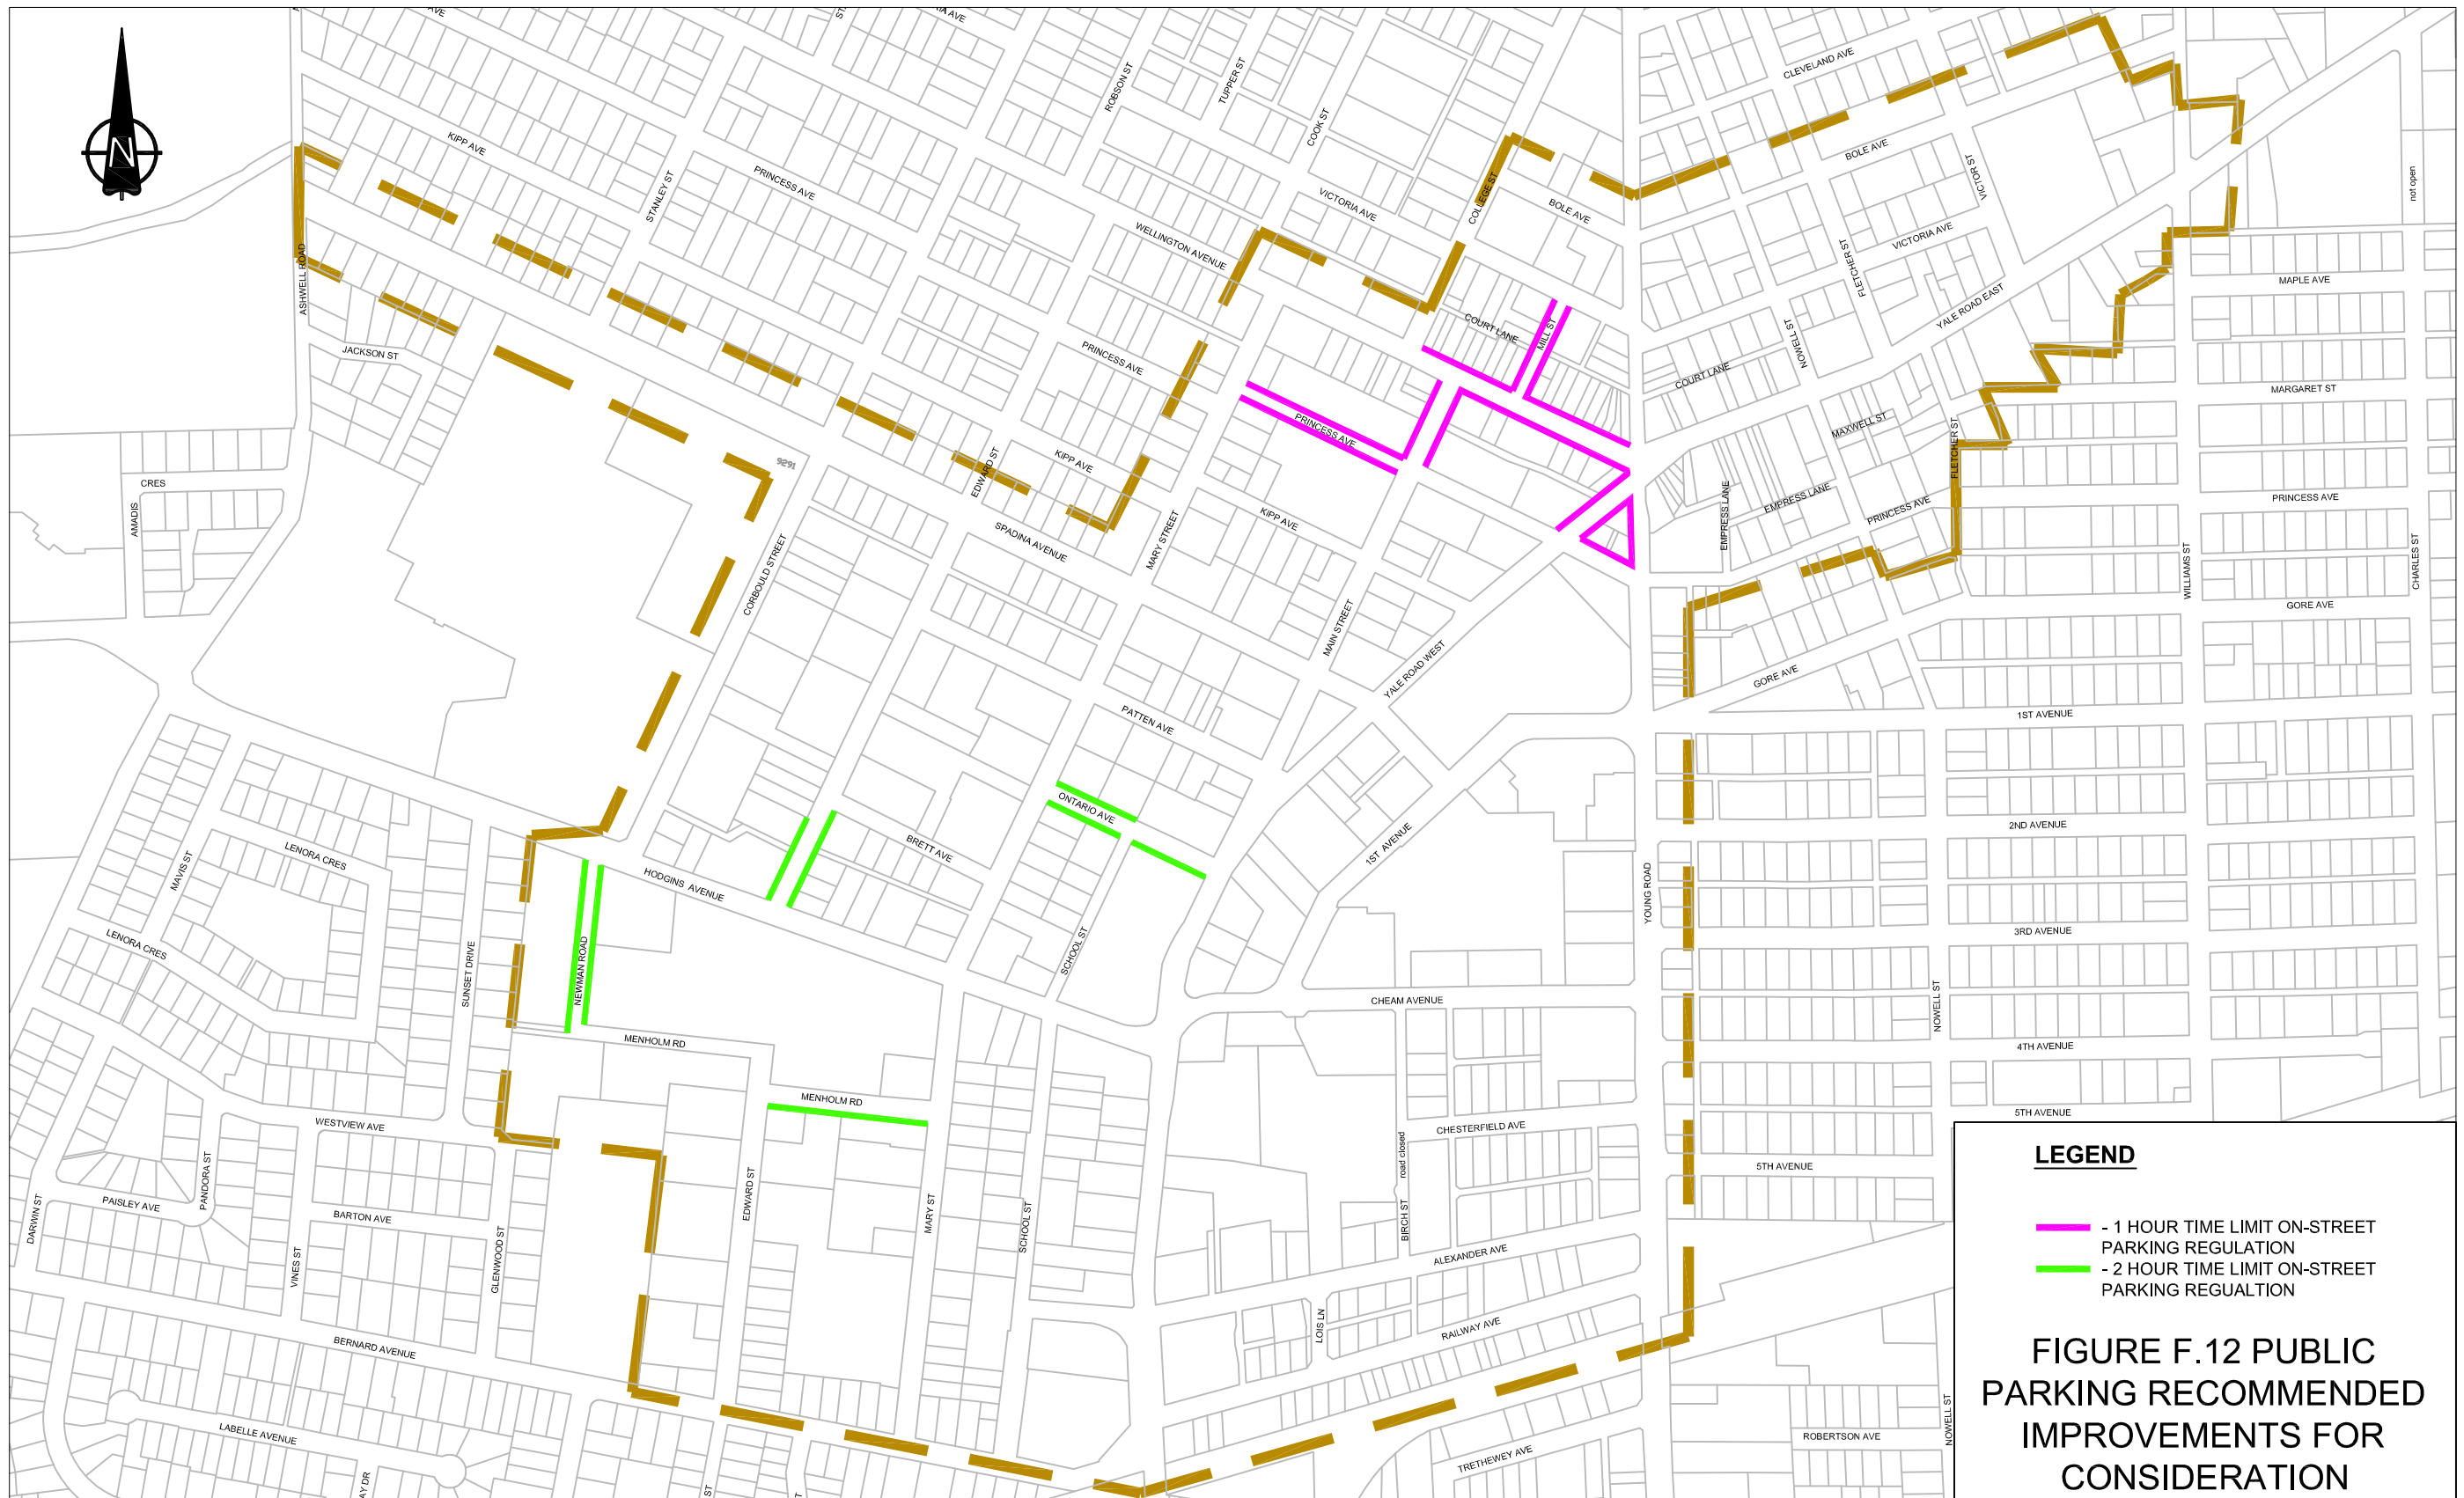 AVE
ST
IA AVE
ROBSON ST
TUPPER ST
COOK ST
CLEVELAND AVE
N
KIPP AVE
STANLEY ST
PRINCESS AVE
VICTORIA AVE
COLLEGE ST
BOLE AVE
BOLE AVE
VICTOR ST
not open
WELLINGTON AVENUE
FLETCHER ST
VICTORIA AVE
ASHWELL ROAD
MAPLE AVE
YALE ROAD EAST
JACKSON ST
PRINCESS AVE
COURT LANE
MILL ST
NOWELL ST
COURT LANE
MARGARET ST
PRINCESS AVE
MAXWELL ST
FLETCHER ST
9291
EDWARD ST
KIPP AVE
CRES
AMADIS
KIPP AVE
SPADINA AVENUE
MARY STREET
EMPRESS LANE
EMPRESS LANE
PRINCESS AVE
PRINCESS AVE
CORBOULD STREET
WILLIAMS ST
CHARLES ST
GORE AVE
MAIN STREET
YALE ROAD WEST
GORE AVE
1ST AVENUE
PATTEN AVE
ONTARIO AVE
1ST AVENUE
2ND AVENUE
LENORA CRES
MAVIS ST
BRETT AVE
HODGINS AVENUE
YOUNG ROAD
3RD AVENUE
LENORA CRES
SUNSET DRIVE
NEWMAN ROAD
SCHOOL ST
CHEAM AVENUE
NOWELL ST
MENHOLM RD
4TH AVENUE
MENHOLM RD
5TH AVENUE
WESTVIEW AVE
CHESTERFIELD AVE
road closed
5TH AVENUE
PANDORA ST
PAISLEY AVE
DARWIN ST
BARTON AVE
VINES ST
GLENWOOD ST
EDWARD ST
MARY ST
SCHOOL ST
BIRCH ST
ALEXANDER AVE
LOIS LN
RAILWAY AVE
BERNARD AVENUE
LABELLE AVENUE
AY DR
ST
T
TRETHEWEY AVE
ROBERTSON AVE
NOWELL ST
LEGEND
- 1 HOUR TIME LIMIT ON-STREET
PARKING REGULATION
- 2 HOUR TIME LIMIT ON-STREET
PARKING REGUALTION
FIGURE F.12 PUBLIC
PARKING RECOMMENDED
IMPROVEMENTS FOR
CONSIDERATION